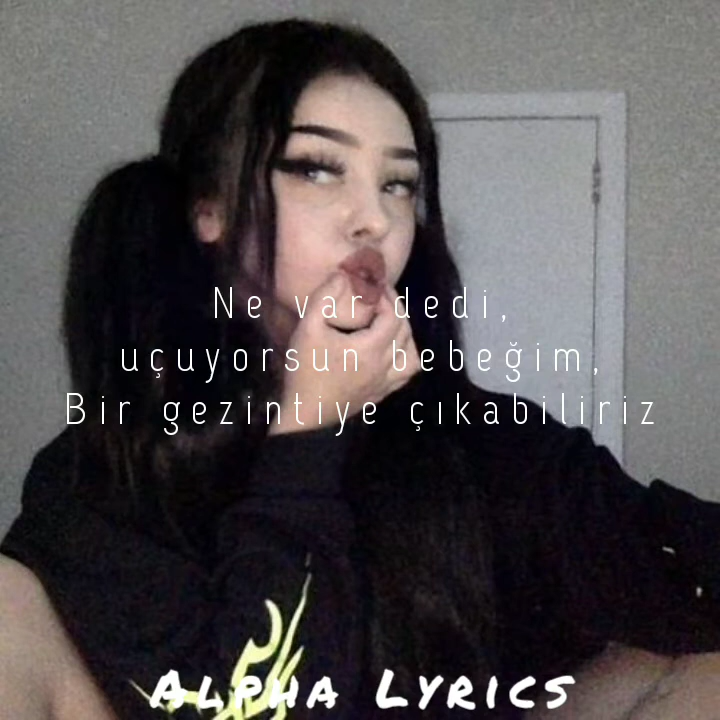 Ne var dedi,
uçuyorsun bebeğim,
Bir gezintiye çıkabiliriz
Alpha Lyrics